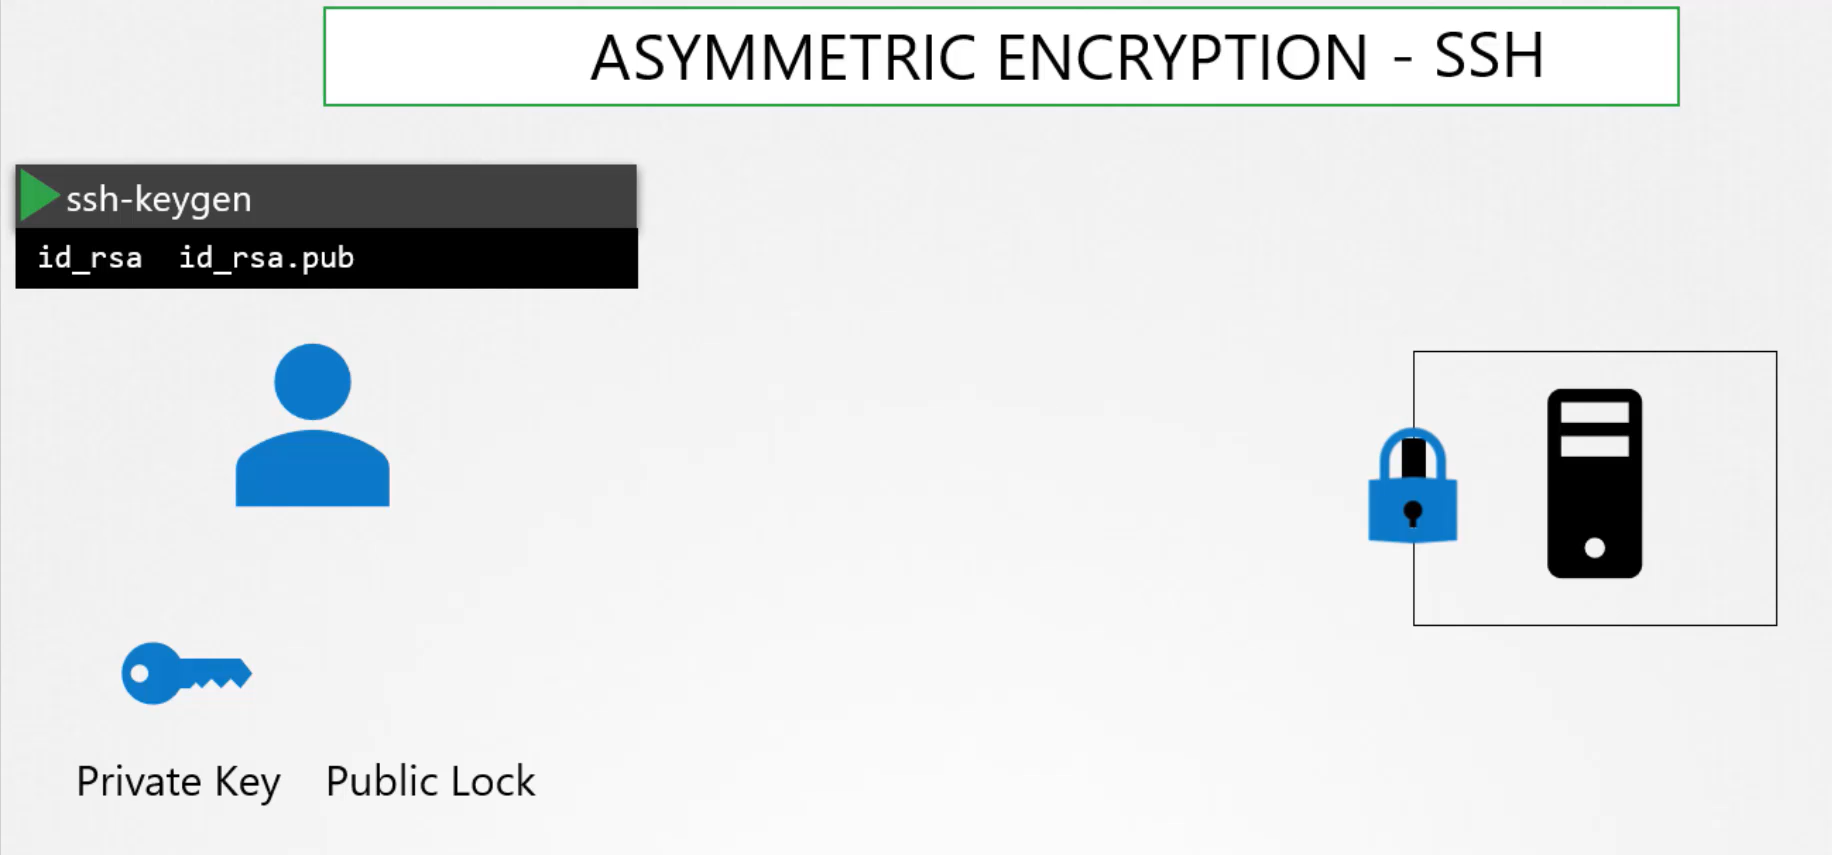 ASYMMETRIC ENCRYPTION - SSH
ssh-keygen
id_rsa id_rsa.pub
Private Key Public Lock